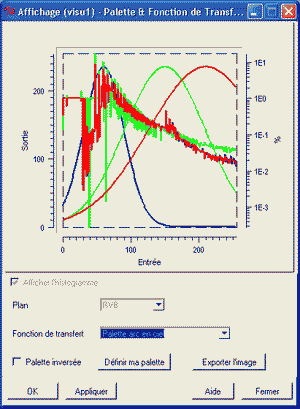 Affichage (visu1) - Palette & Fonction de Transf...
1E1
200
1E0
1E-1
Sortie
%
100
1E-2
1E-3
0
0 100 200
Entrée
Afficher l'histogramme
Plan RVB
Fonction de transfert Palette arc en ciel
Palette inversée Définir ma palette Exporter l'image
OK Appliquer Aide Fermer